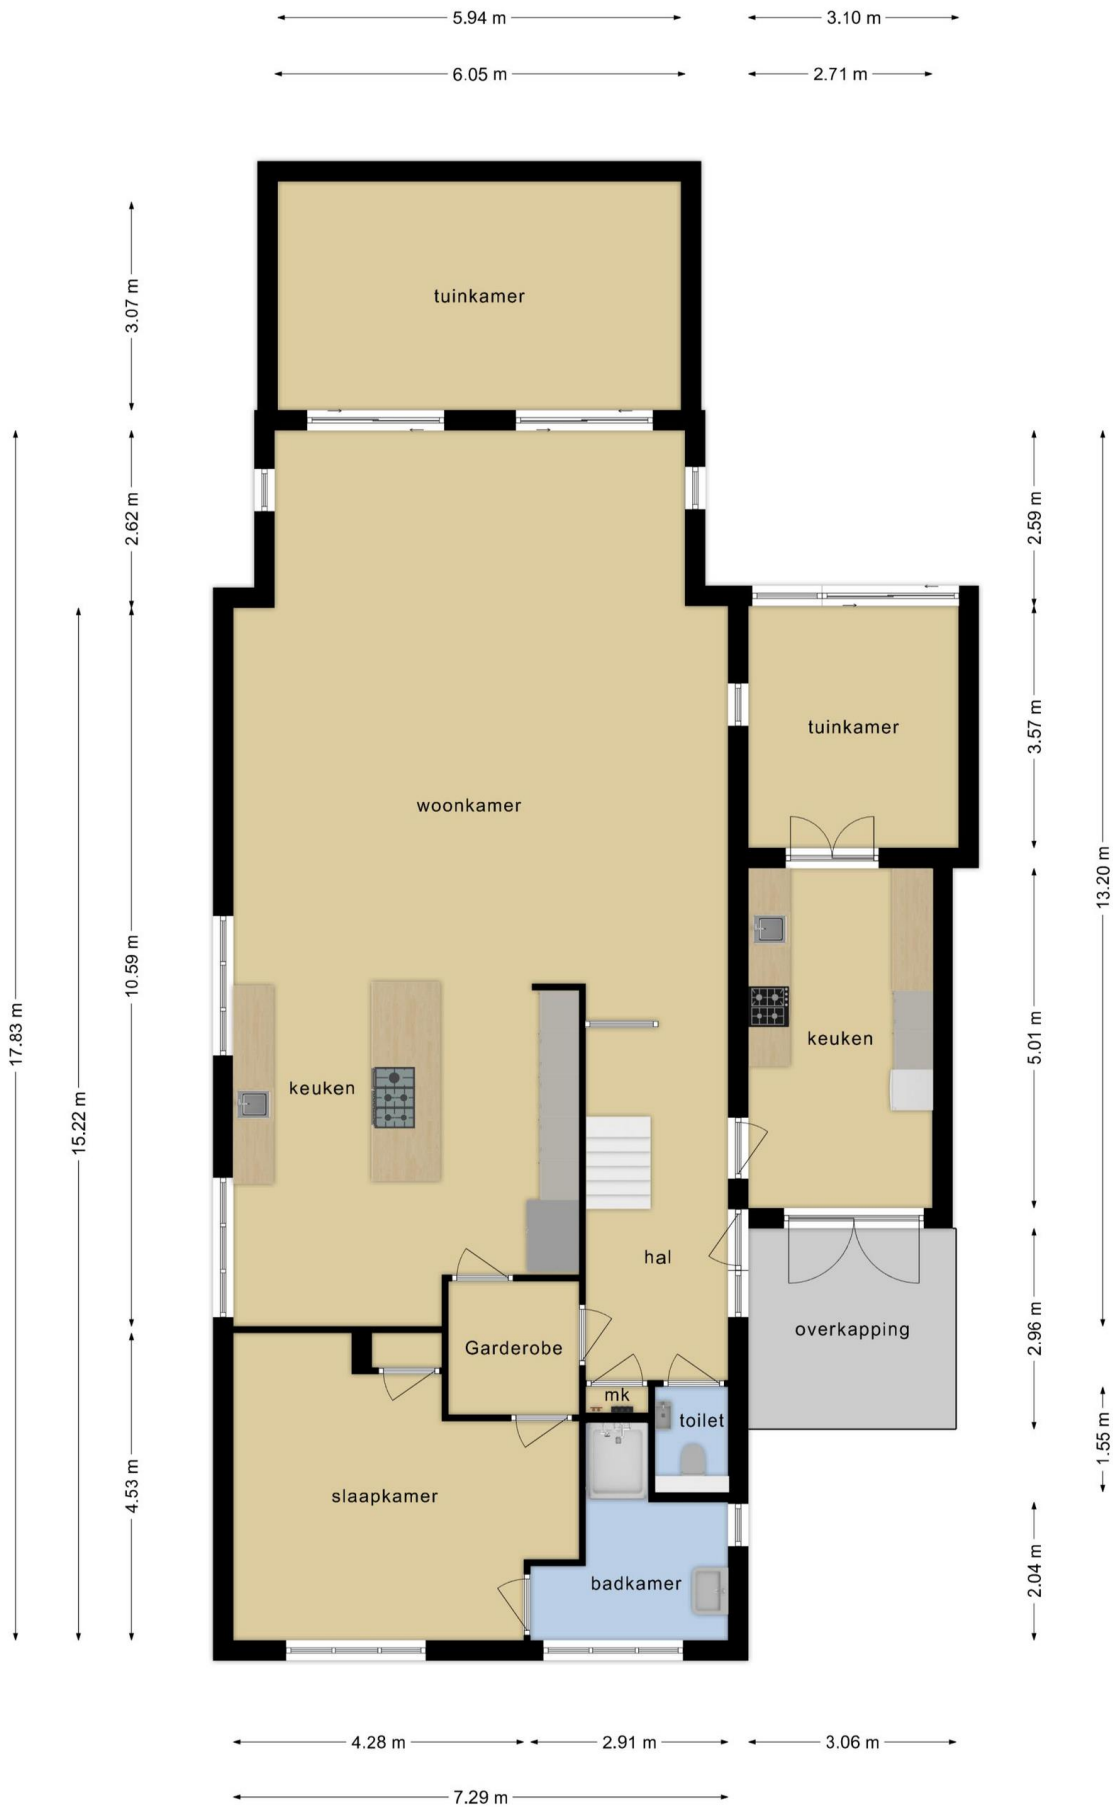 5.94 m
3.10 m
6.05 m
2.71 m
tuinkamer
3.07 m
2.62 m
2.59 m
tuinkamer
3.57 m
woonkamer
13.20 m
10.59 m
17.83 m
keuken
5.01 m
keuken
15.22 m
hal
overkapping
2.96 m
Garderobe
mk
toilet
1.55 m
4.53 m
slaapkamer
badkamer
2.04 m
4.28 m
2.91 m
3.06 m
7.29 m